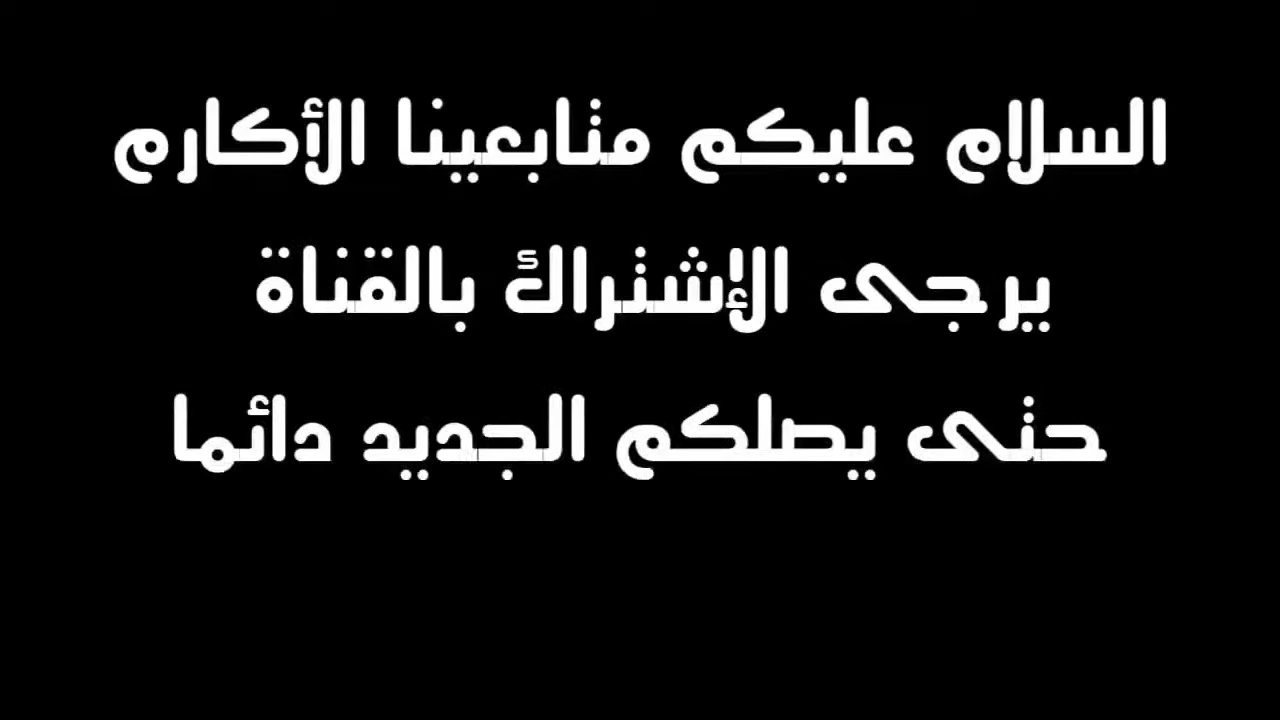 السلام عليكم متابعينا الأكارم
يرجى الإشتراك بالقناة
حتى يصلكم الجديد دائما